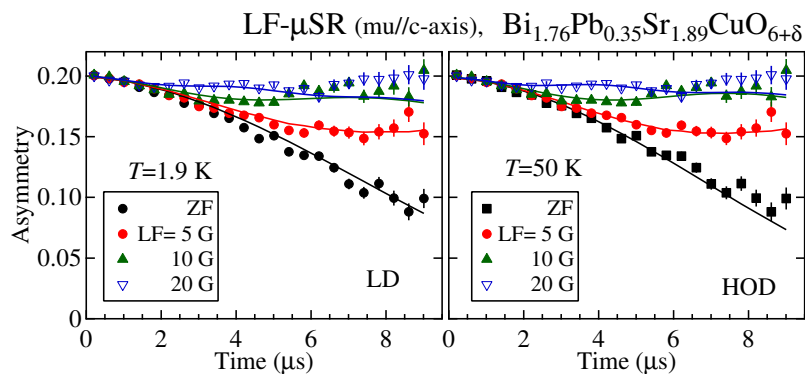 LF-μSR (mu//c-axis), Bi1.76Pb0.35Sr1.89CuO6+δ
Asymmetry
0.20
0.15
0.10
0.05
0
T=1.9 K
ZF
LF= 5 G
10 G
20 G
LD
0 2 4 6 8
Time (μs)
T=50 K
ZF
LF= 5 G
10 G
20 G
HOD
2 4 6 8
Time (μs)